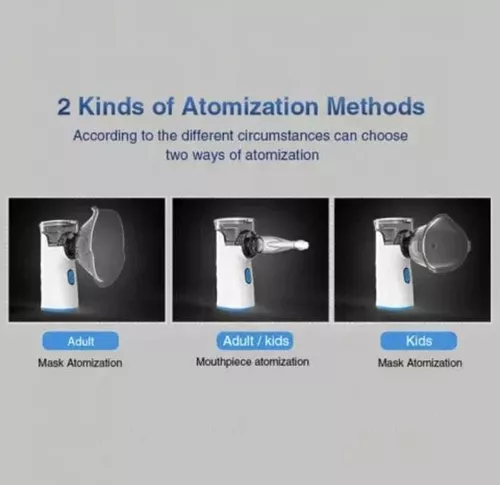 2 Kinds of Atomization Methods
According to the different circumstances can choose
two ways of atomization
Adult
Adult / kids
Kids
Mask Atomization
Mouthpiece atomization
Mask Atomization